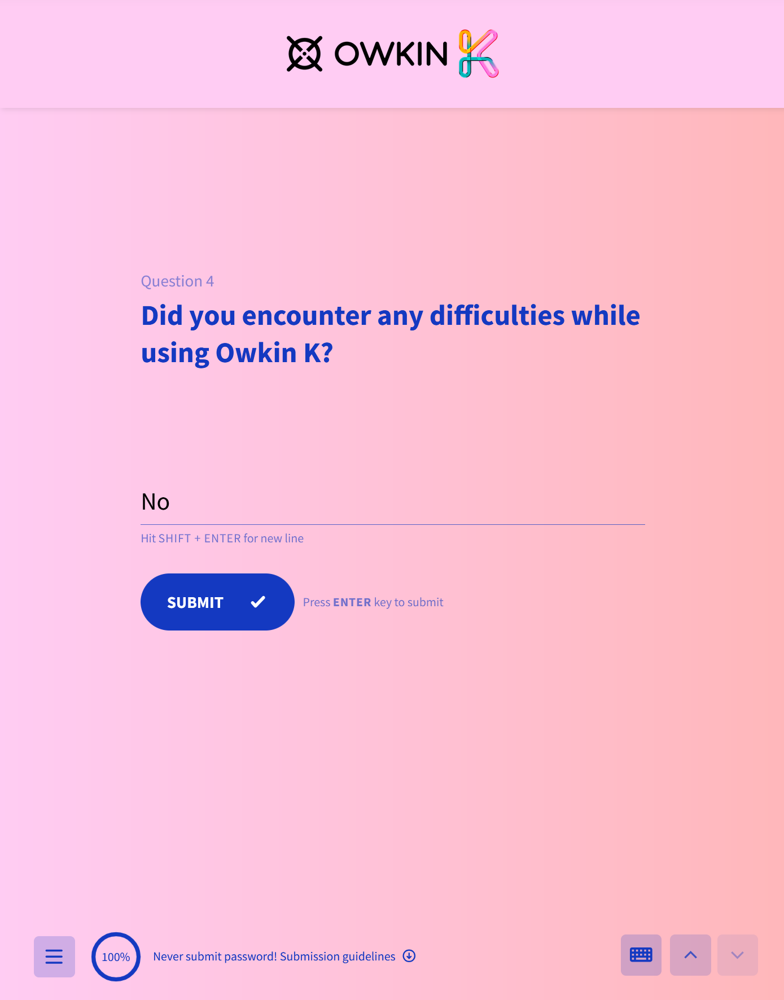 OWKIN K
Question 4
Did you encounter any difficulties while
using Owkin K?
No
Hit SHIFT + ENTER for new line
SUBMIT
Press ENTER key to submit
100%
Never submit password! Submission guidelines